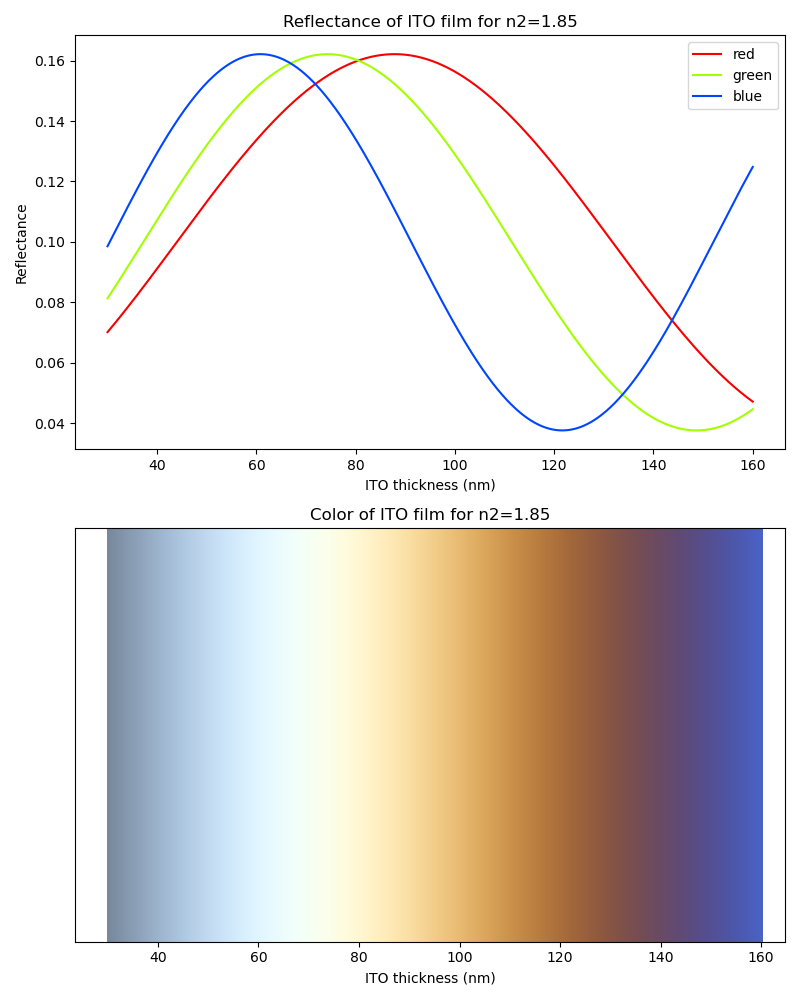 Reflectance of ITO film for n2=1.85
0.16
0.14
0.12
0.10
0.08
0.06
0.04
Reflectance
red
green
blue
40 60 80 100 120 140 160
ITO thickness (nm)
Color of ITO film for n2=1.85
40 60 80 100 120 140 160
ITO thickness (nm)